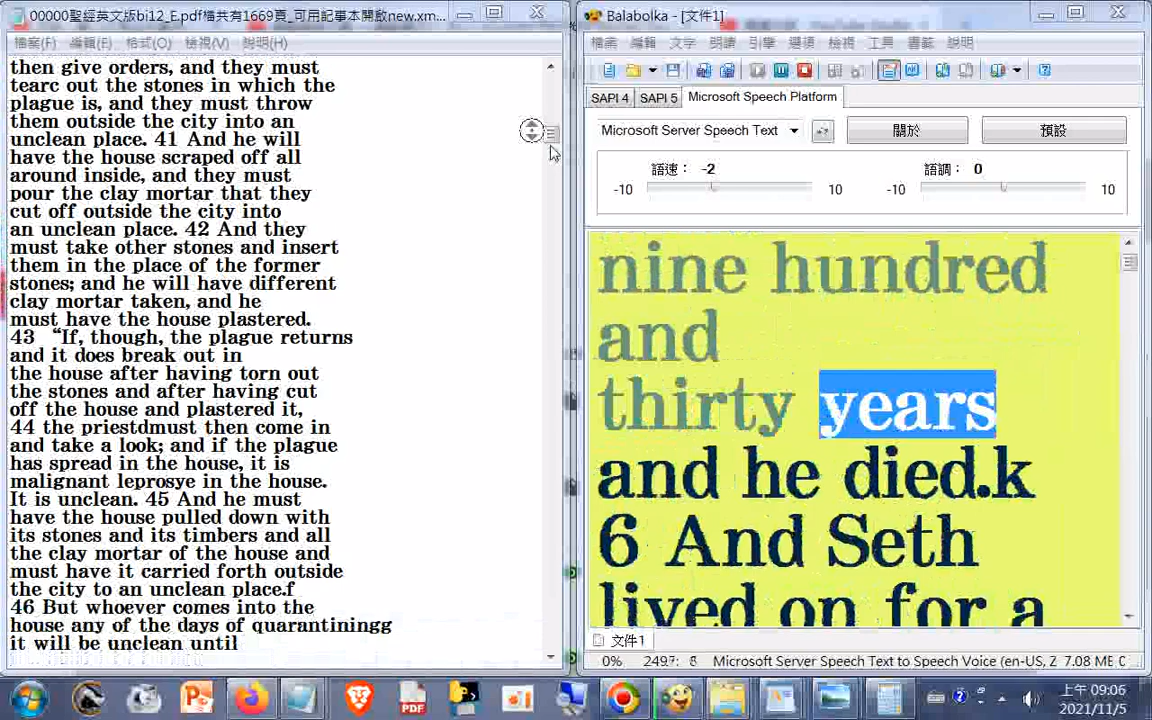 00000聖經英文版bi12_E.pdf檔共有1669頁_可用記事本開啟new.xm...
檔案(F) 編輯(E) 格式(O) 檢視(V) 說明(H)
then give orders, and they must
tearc out the stones in which the
plague is, and they must throw
them outside the city into an
unclean place. 41 And he will
have the house scraped off all
around inside, and they must
pour the clay mortar that they
cut off outside the city into
an unclean place. 42 And they
must take other stones and insert
them in the place of the former
stones; and he will have different
clay mortar taken, and he
must have the house plastered.
43 “If, though, the plague returns
and it does break out in
the house after having torn out
the stones and after having cut
off the house and plastered it,
44 the priestdmust then come in
and take a look; and if the plague
has spread in the house, it is
malignant leprosye in the house.
It is unclean. 45 And he must
have the house pulled down with
its stones and its timbers and all
the clay mortar of the house and
must have it carried forth outside
the city to an unclean place.f
46 But whoever comes into the
house any of the days of quarantiningg
it will be unclean until
Balabolka - [文件1]
檔案 編輯 文字 朗讀 引擎 選項 檢視 工具 書籤 說明
SAPI 4 SAPI 5 Microsoft Speech Platform
Microsoft Server Speech Text 關於 預設
語速： -2 語調： 0
-10 10 -10 10
nine hundred
and
thirty years
and he died.k
6 And Seth
lived on for a
文件1
0% 249?: 8 Microsoft Server Speech Text to Speech Voice (en-US, Z 7.08 ME
上午 09:06
2021/11/5